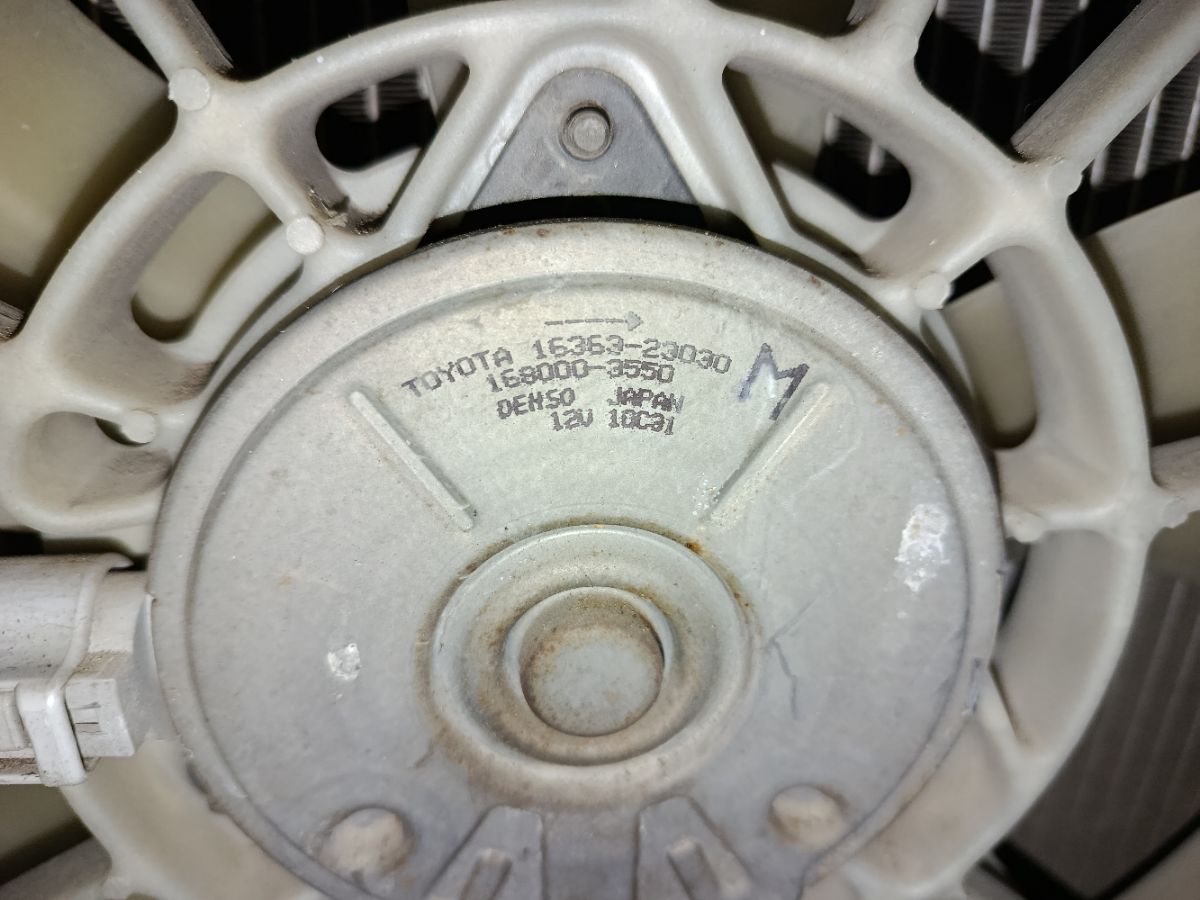 TOYOTA 16363-23030
168000-3550
DENSO JAPAN
12V 10C31
M